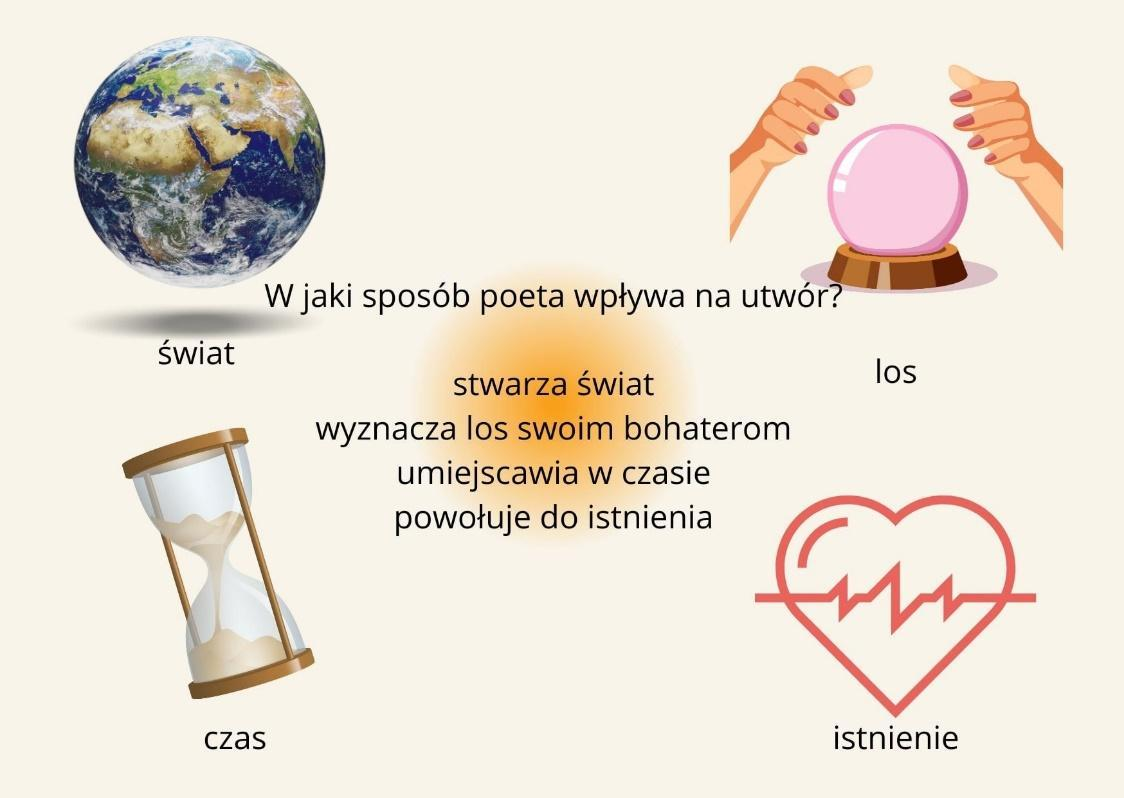 W jaki sposób poeta wpływa na utwór?
świat
los
stwarza świat
wyznacza los swoim bohaterom
umiejscawia w czasie
powołuje do istnienia
czas
istnienie